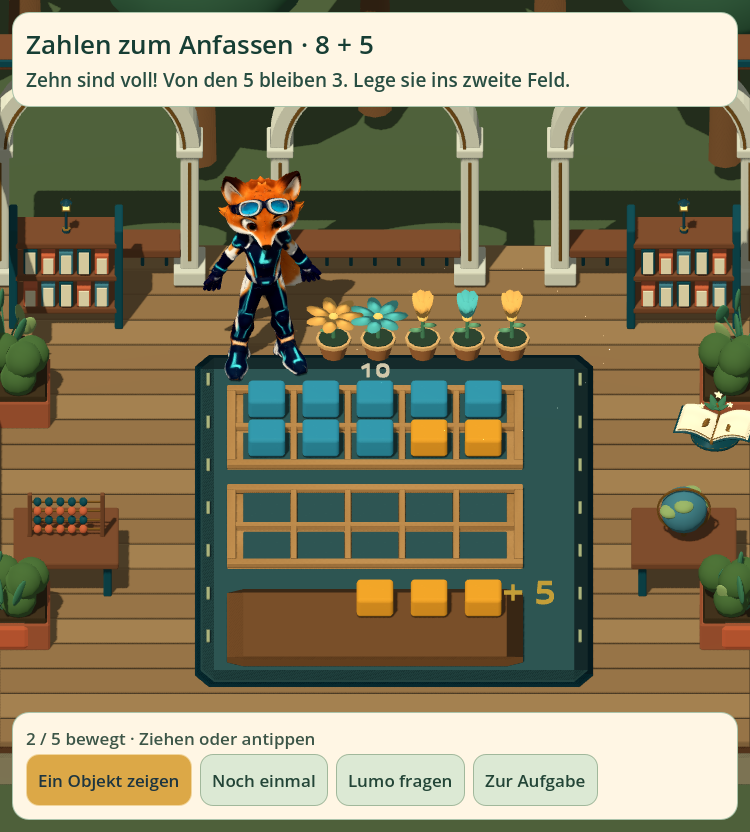 Zahlen zum Anfassen · 8 + 5
Zehn sind voll! Von den 5 bleiben 3. Lege sie ins zweite Feld.
10
+ 5
2 / 5 bewegt · Ziehen oder antippen
Ein Objekt zeigen
Noch einmal
Lumo fragen
Zur Aufgabe